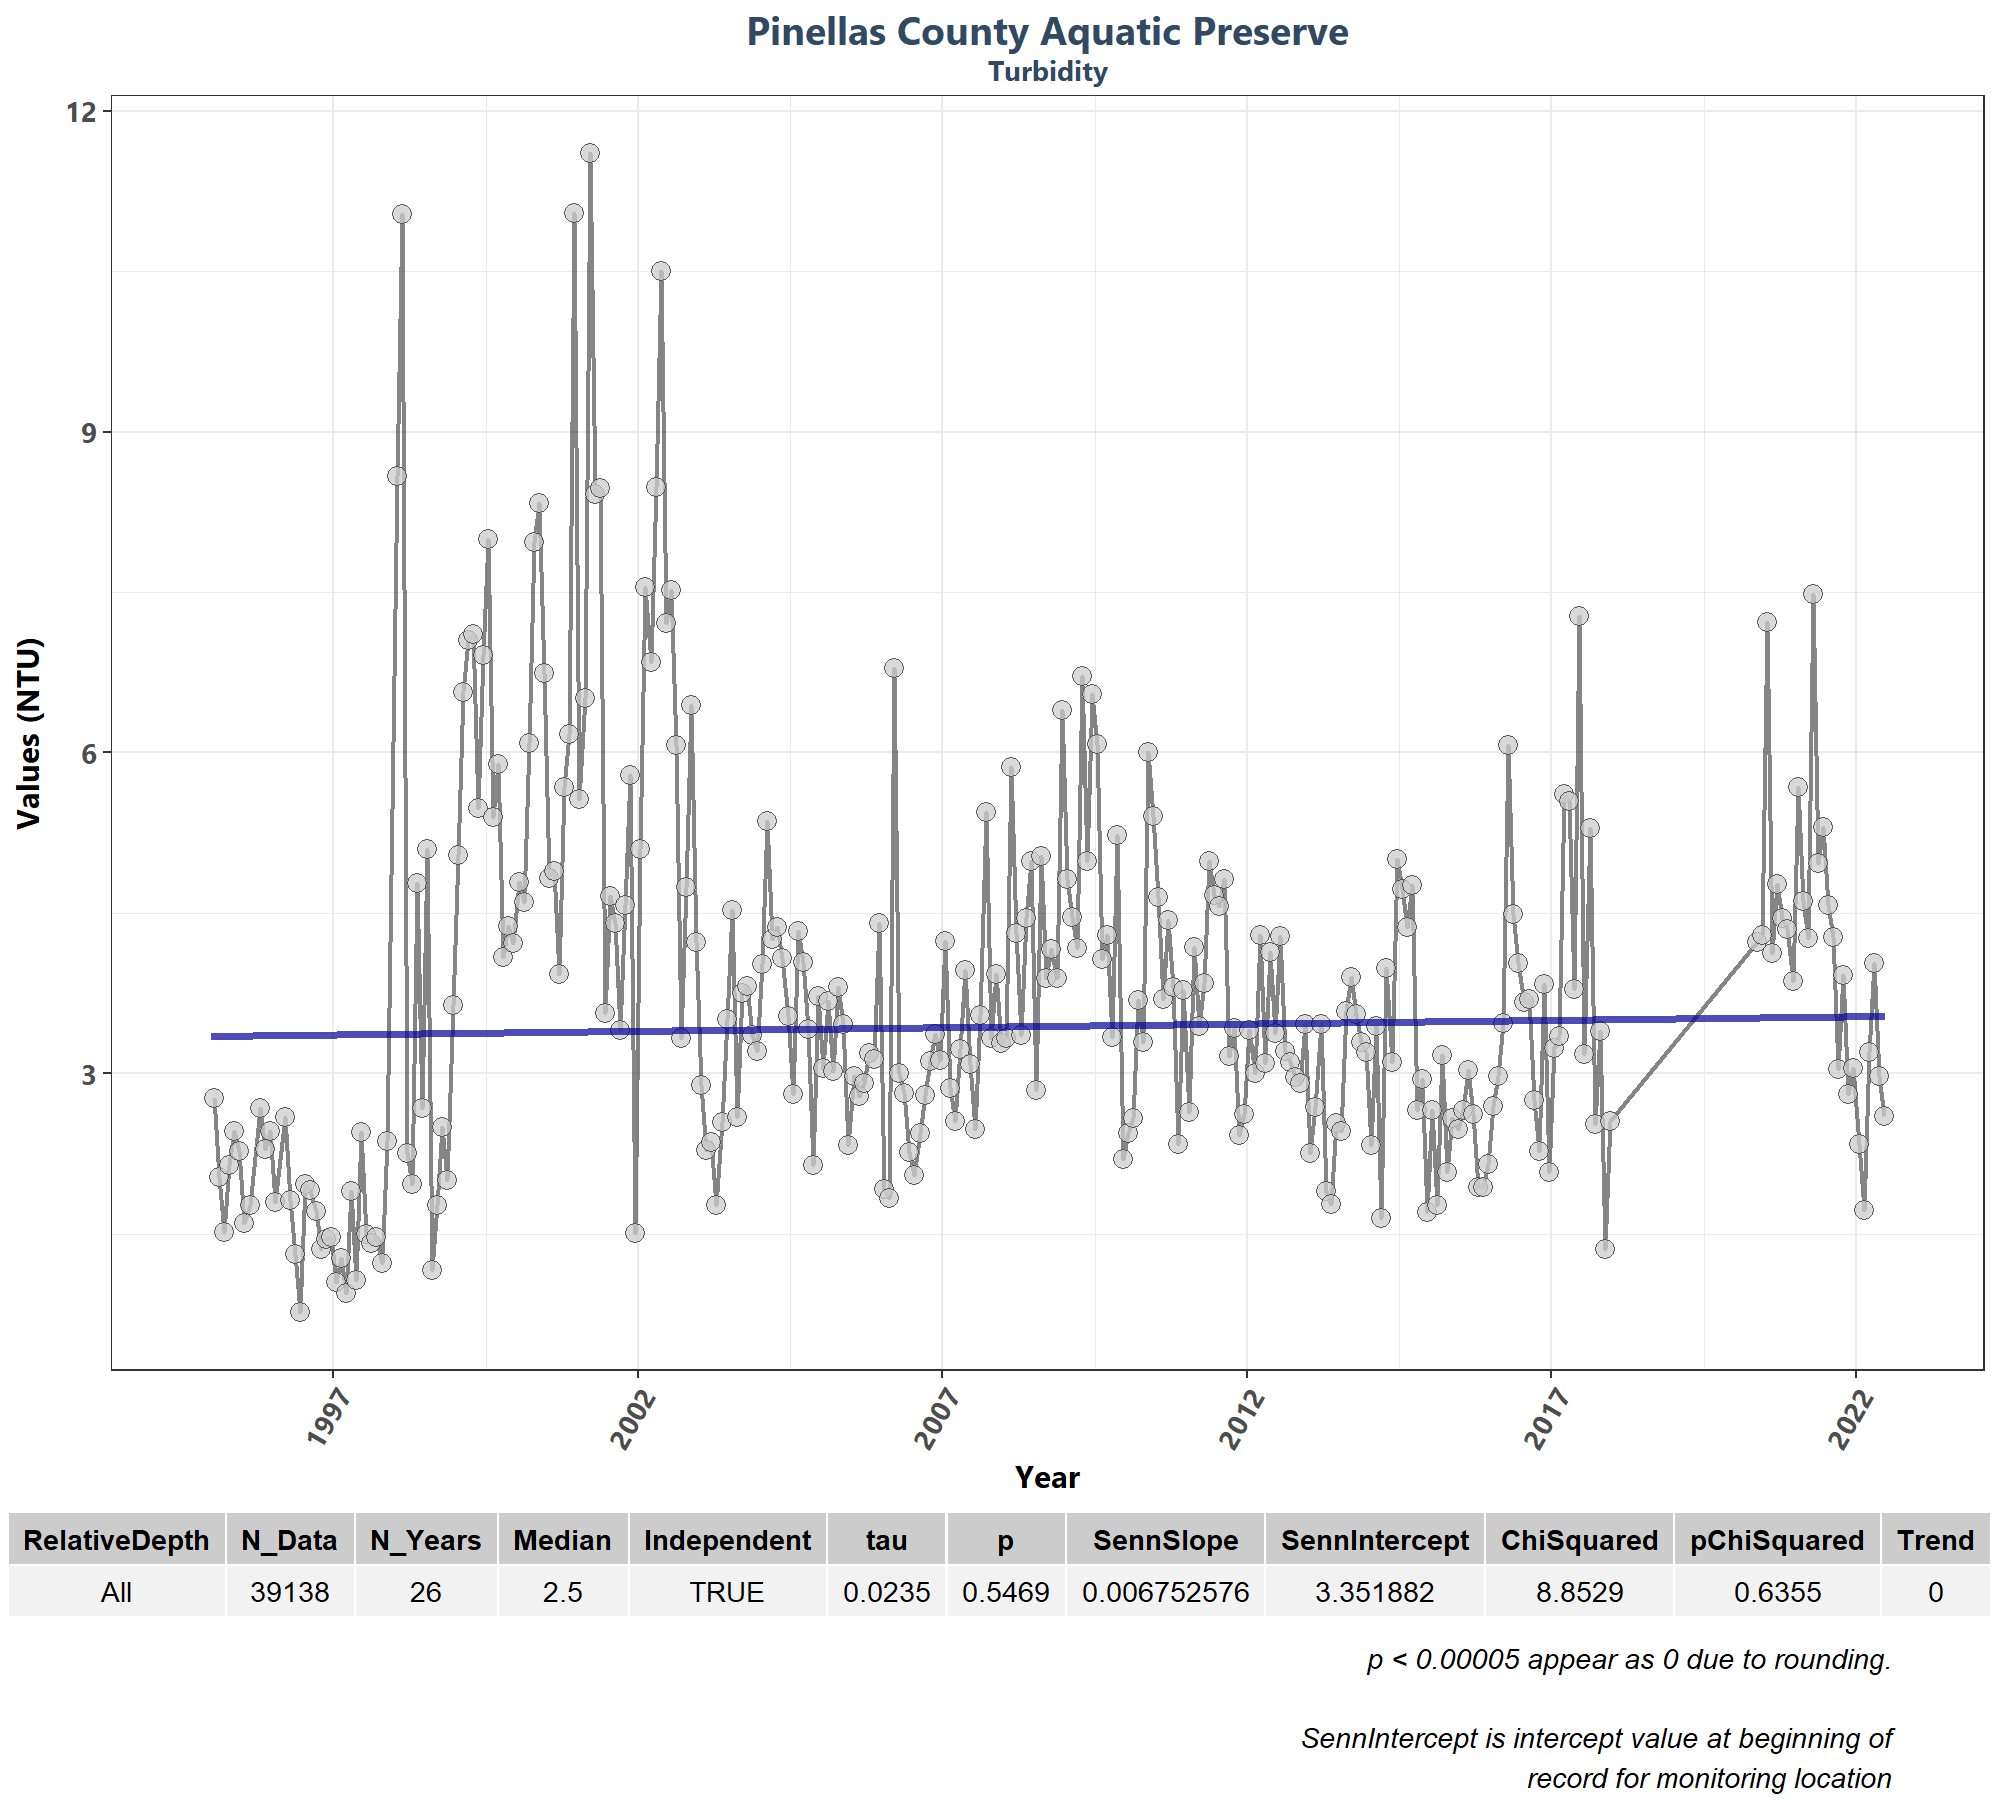 Pinellas County Aquatic Preserve
Turbidity
12
9
6
3
Values (NTU)
1997
2002
2007
2012
2017
2022
Year
RelativeDepth N_Data N_Years Median Independent tau p SennSlope SennIntercept ChiSquared pChiSquared Trend
All 39138 26 2.5 TRUE 0.0235 0.5469 0.006752576 3.351882 8.8529 0.6355 0
p < 0.00005 appear as 0 due to rounding.
SennIntercept is intercept value at beginning of
record for monitoring location